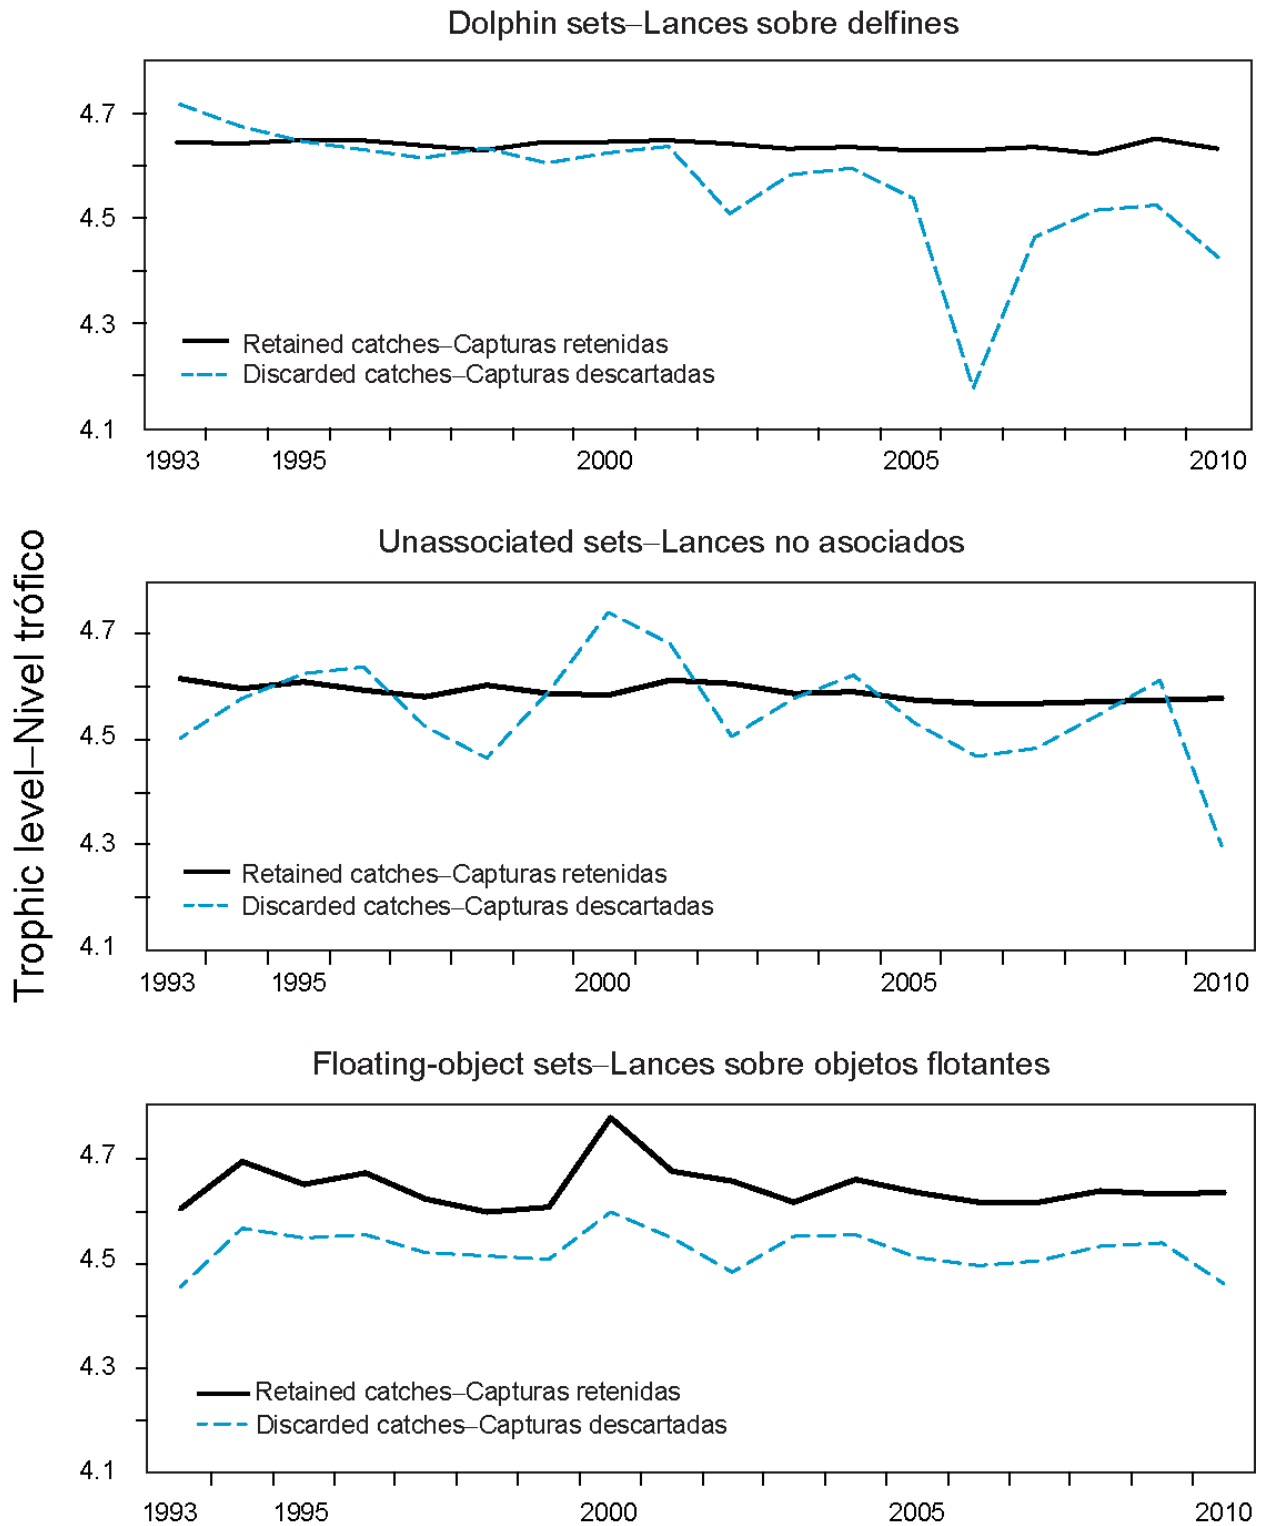 Dolphin sets–Lances sobre delfines
4.7
4.5
4.3
4.1
Retained catches–Capturas retenidas
Discarded catches–Capturas descartadas
1993 1995 2000 2005 2010
Trophic level–Nivel trófico
Unassociated sets–Lances no asociados
4.7
4.5
4.3
4.1
Retained catches–Capturas retenidas
Discarded catches–Capturas descartadas
1993 1995 2000 2005 2010
Floating-object sets–Lances sobre objetos flotantes
4.7
4.5
4.3
4.1
Retained catches–Capturas retenidas
Discarded catches–Capturas descartadas
1993 1995 2000 2005 2010